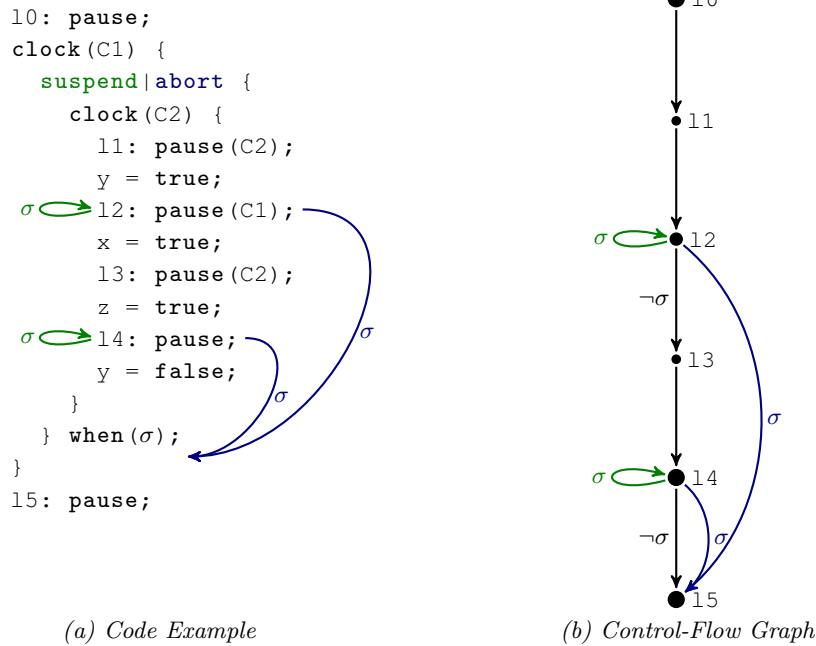 l0: pause;
clock(C1) {
suspend|abort {
clock(C2) {
l1: pause(C2);
y = true;
σ l2: pause(C1);
x = true;
l3: pause(C2);
z = true;
σ l4: pause;
σ
y = false;
σ
}
} when(σ);
}
l5: pause;
(a) Code Example
l0
l1
σ l2
¬σ
l3
σ
σ l4
¬σ σ
l5
(b) Control-Flow Graph